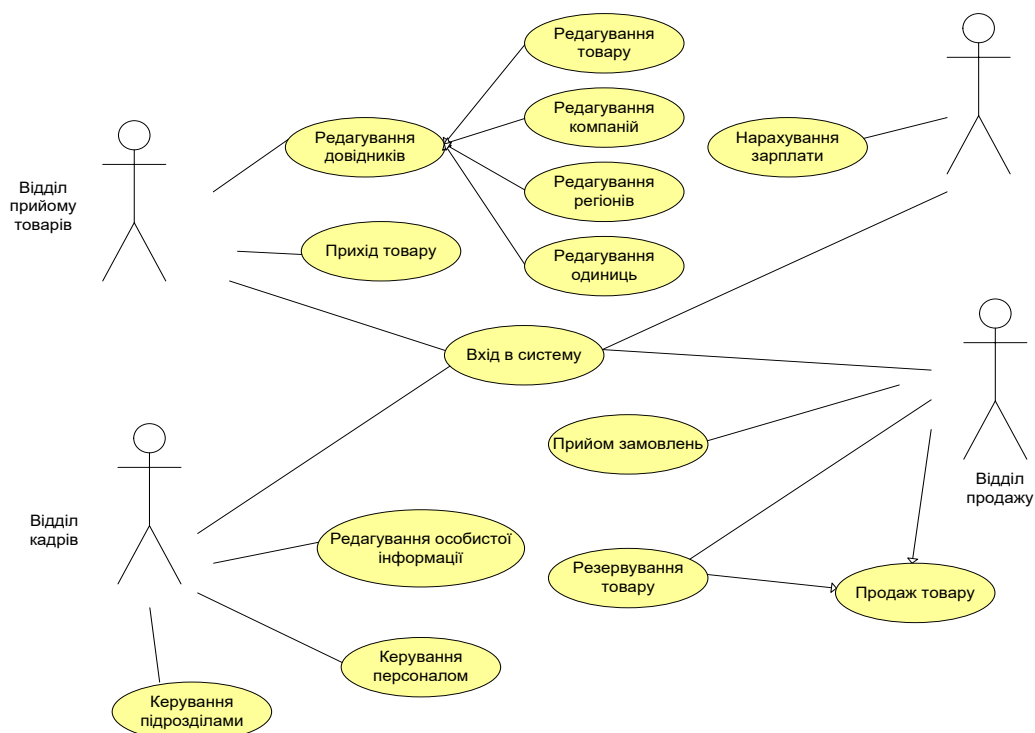 Редагування
товару
Редагування
довідників
Редагування
компаній
Нарахування
зарплати
Відділ
прийому
товарів
Редагування
регіонів
Прихід товару
Редагування
одиниць
Вхід в систему
Прийом замовлень
Відділ
продажу
Відділ
кадрів
Редагування особистої
інформації
Резервування
товару
Продаж товару
Керування
персоналом
Керування
підрозділами